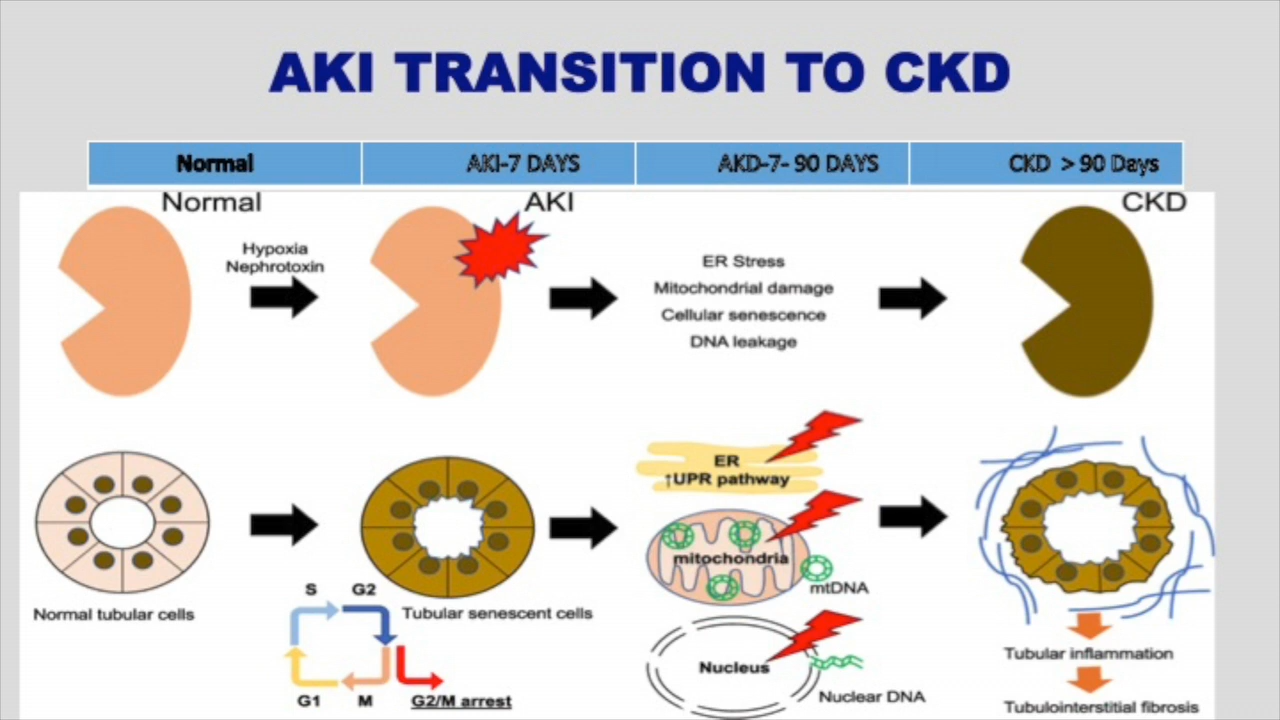 AKI TRANSITION TO CKD
Normal
AKI-7 DAYS
AKD-7- 90 DAYS
CKD > 90 Days
Normal
AKI
CKD
Hypoxia
Nephrotoxin
ER Stress
Mitochondrial damage
Cellular senescence
DNA leakage
ER
↑UPR pathway
mitochondria
mtDNA
Normal tubular cells
S
G2
Tubular senescent cells
G1
M
G2/M arrest
Nucleus
Nuclear DNA
Tubular inflammation
Tubulointerstitial fibrosis